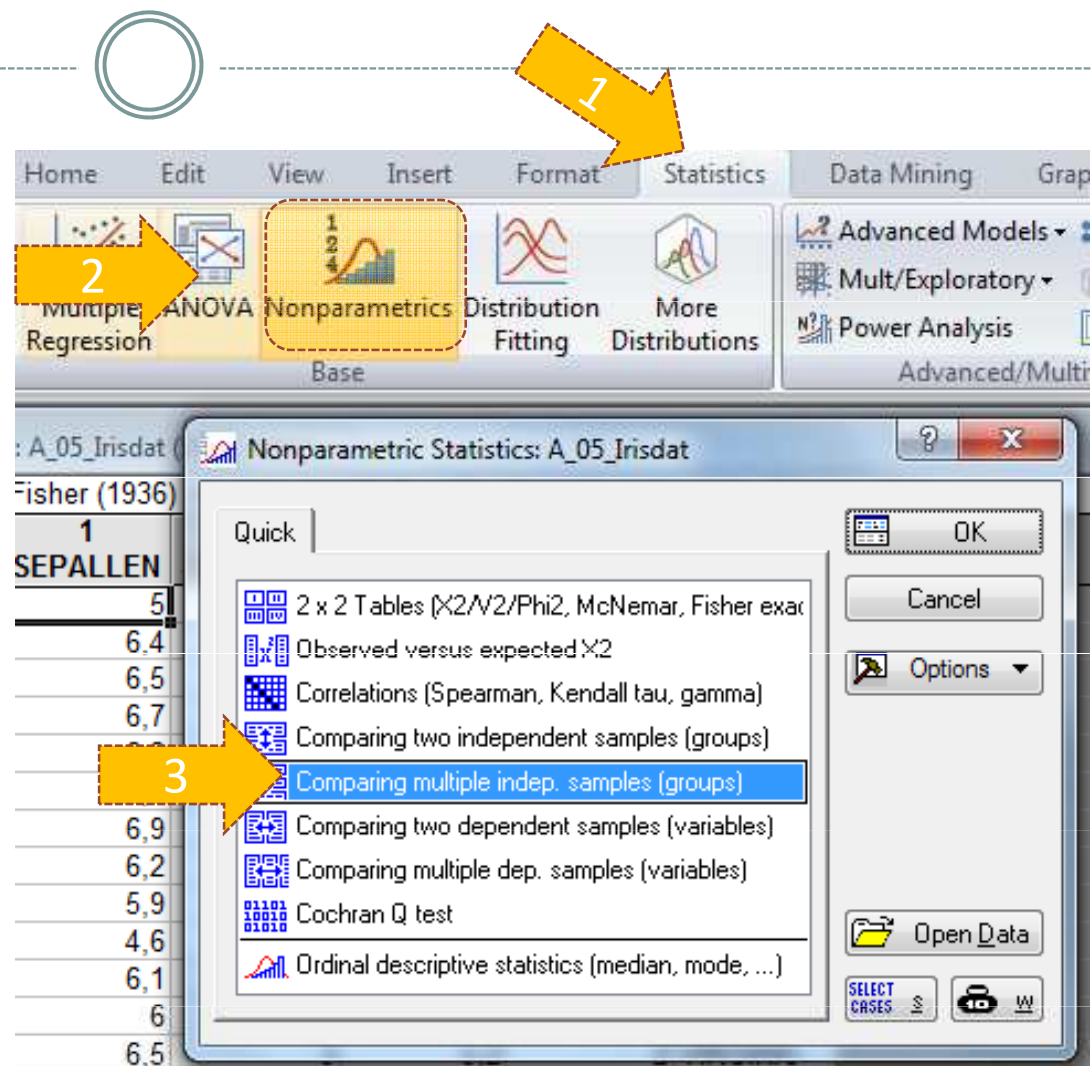 1
Home Edit View Insert Format Statistics Data Mining Grap
2
Multiple ANOVA Nonparametrics Distribution More
Regression Fitting Distributions
Advanced Models
Mult/Exploratory
Power Analysis
Base Advanced/Multi
: A_05_Irisdat ( Nonparametric Statistics: A_05_Irisdat
Fisher (1936)
1
SEPALLEN
5
6,4
6,5
6,7
6,9
6,2
5,9
4,6
6,1
6
6,5
Quick
2 x 2 Tables (X2/V2/Phi2, McNemar, Fisher exac
Observed versus expected X2
Correlations (Spearman, Kendall tau, gamma)
Comparing two independent samples (groups)
3
Comparing multiple indep. samples (groups)
Comparing two dependent samples (variables)
Comparing multiple dep. samples (variables)
Cochran Q test
Ordinal descriptive statistics (median, mode, ...)
OK
Cancel
Options
Open Data
SELECT
CASES S
W